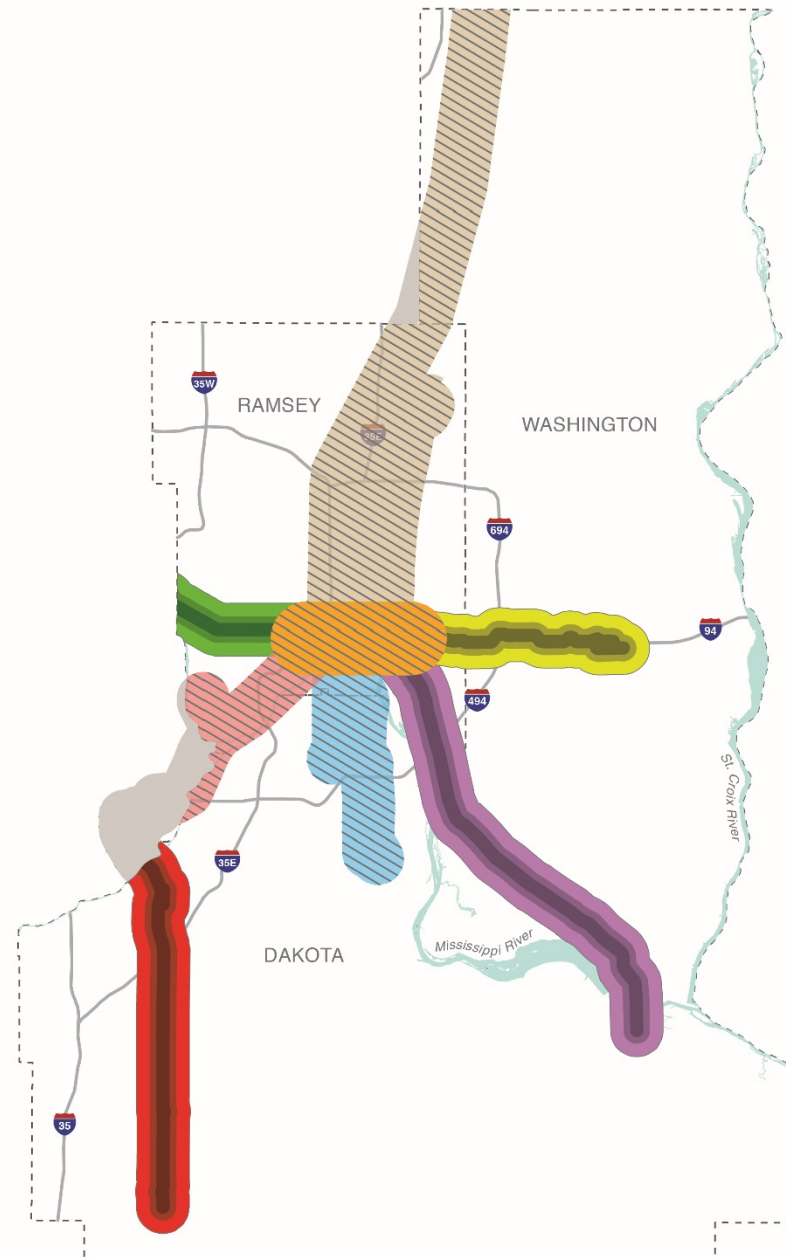 35W
RAMSEY
35E
WASHINGTON
694
94
494
St. Croix River
35E
Mississippi River
DAKOTA
35